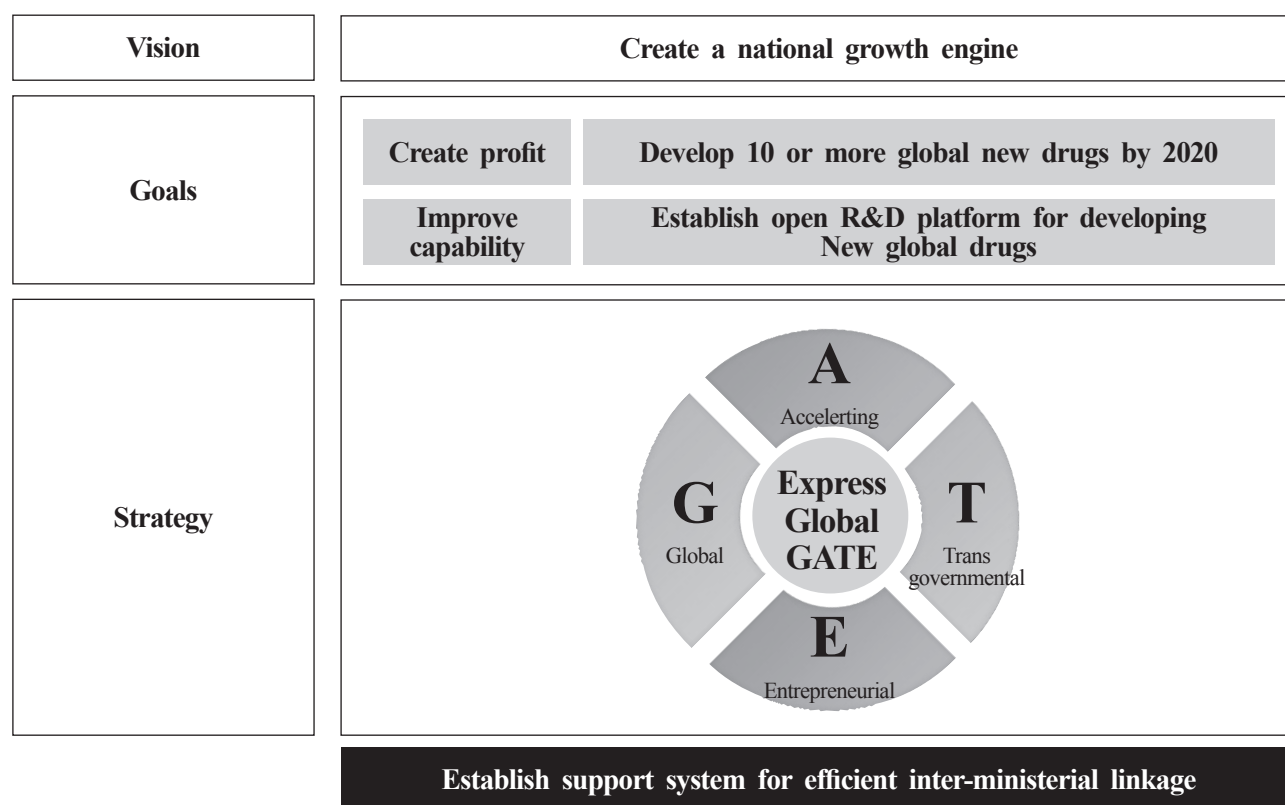 Vision
Create a national growth engine
Goals
Create profit
Develop 10 or more global new drugs by 2020
Improve
capability
Establish open R&D platform for developing
New global drugs
Strategy
A
Accelerting
G
Global
Express
Global
GATE
T
Trans
governmental
E
Entrepreneurial
Establish support system for efficient inter-ministerial linkage